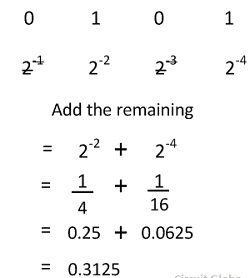 0 1 0 1
2⁻¹ 2⁻² 2⁻³ 2⁻⁴
Add the remaining
= 2⁻² + 2⁻⁴
= 1/4 + 1/16
= 0.25 + 0.0625
= 0.3125